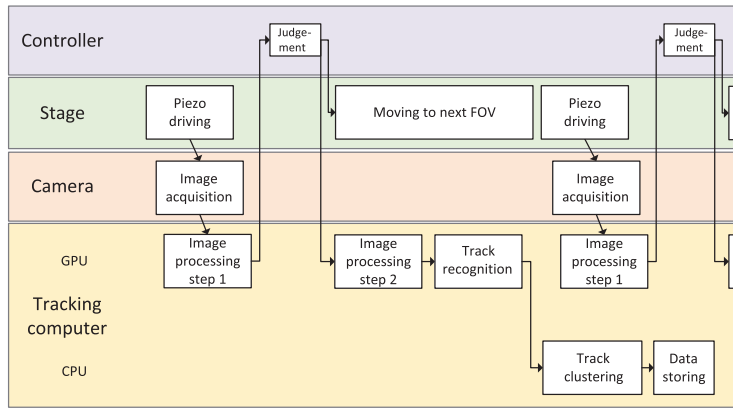 Controller
Judge-
ment
Judge-
ment
Stage
Piezo
driving
Moving to next FOV
Piezo
driving
Camera
Image
acquisition
Image
acquisition
GPU
Image
processing
step 1
Image
processing
step 2
Track
recognition
Image
processing
step 1
Tracking
computer
CPU
Track
clustering
Data
storing